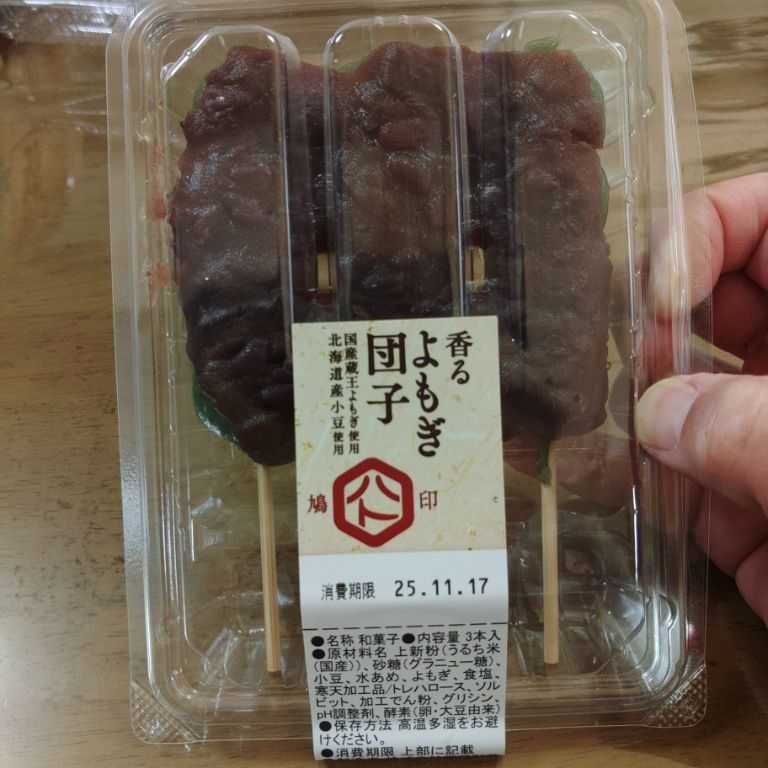 香る
よもぎ
団子
国産蔵王よもぎ使用
北海道産小豆使用
鳩 ハト 印
消費期限 25.11.17
●名称 和菓子●内容量 3本入
●原材料名 上新粉(うるち米
(国産))、砂糖(グラニュー糖)、
小豆、水あめ、よもぎ、食塩、
寒天加工品/トレハロース、ソル
ビット、加工でん粉、グリシン、
pH調整剤、酵素(卵・大豆由来)
●保存方法 高温多湿をお避
けください。
●消費期限 上部に記載